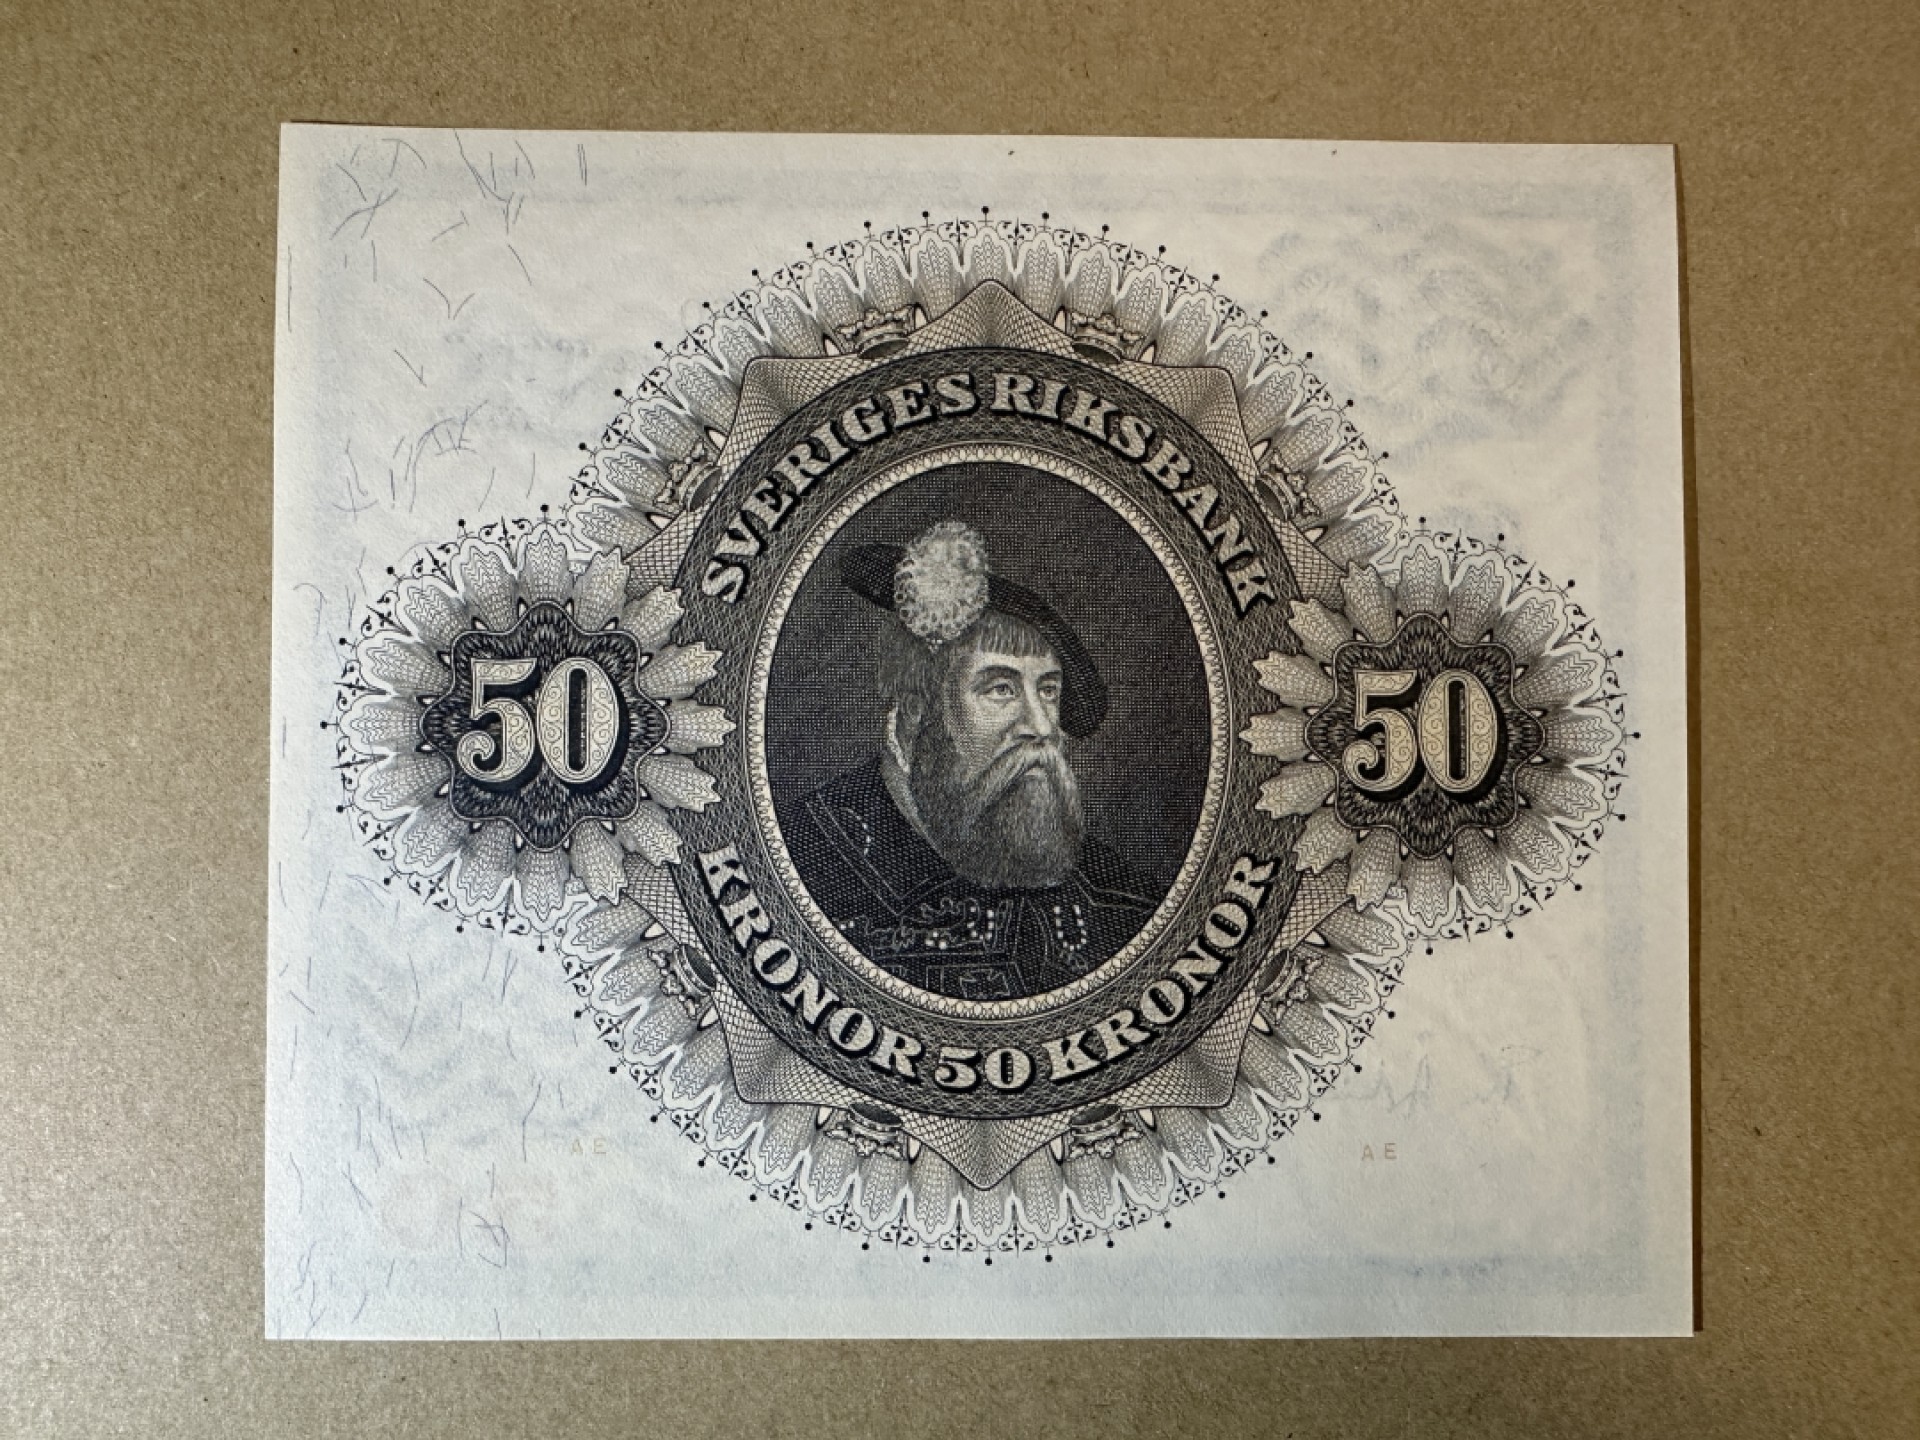 SVERIGES RIKSBANK
50 50
KRONOR 50 KRONOR
AE AE